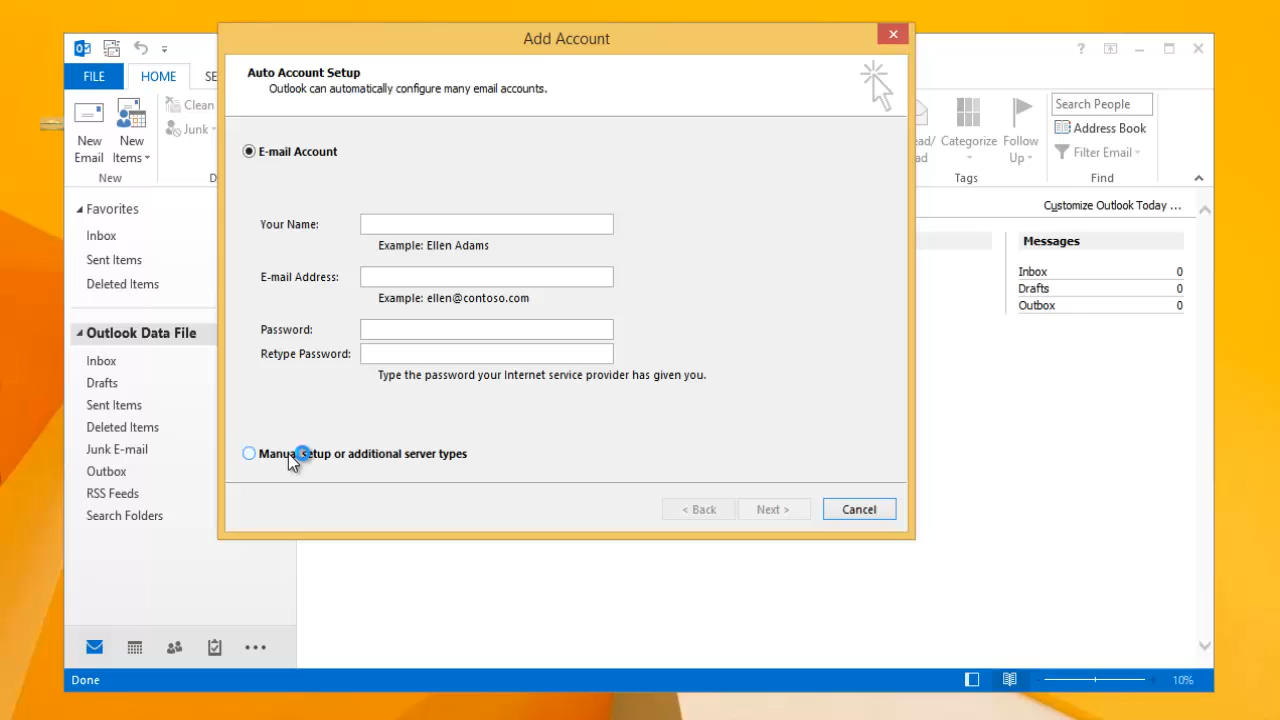 Add Account
Auto Account Setup
Outlook can automatically configure many email accounts.
E-mail Account
Your Name:
Example: Ellen Adams
E-mail Address:
Example: ellen@contoso.com
Password:
Retype Password:
Type the password your Internet service provider has given you.
Manual setup or additional server types
< Back
Next >
Cancel
FILE
HOME
SE
New Email
New Items
Clean
Junk
New
D
Categorize
Follow Up
Tags
?
Search People
Address Book
Filter Email
Find
Favorites
Inbox
Sent Items
Deleted Items
Outlook Data File
Inbox
Drafts
Sent Items
Deleted Items
Junk E-mail
Outbox
RSS Feeds
Search Folders
Customize Outlook Today ...
Messages
Inbox 0
Drafts 0
Outbox 0
Done
10%